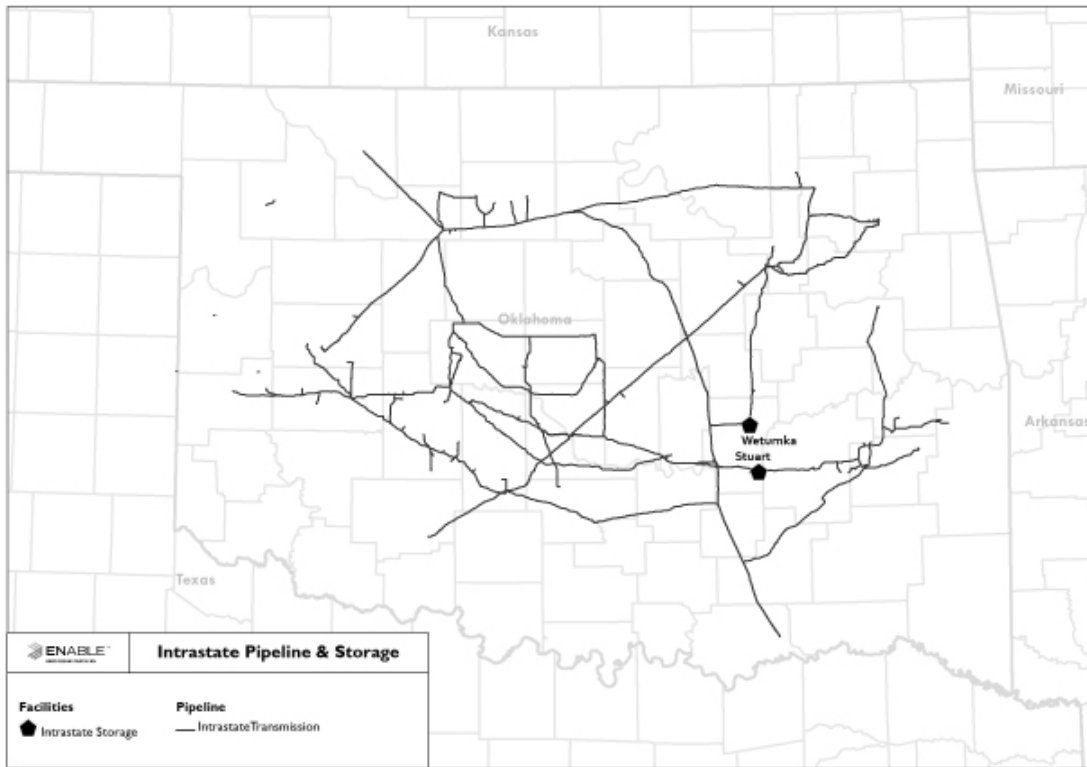 Kansas
Missouri
Oklahoma
Arkansas
Wetumka
Stuart
Texas
ENABLE
Intrastate Pipeline & Storage
Facilities
Pipeline
Intrastate Storage
IntrastateTransmission